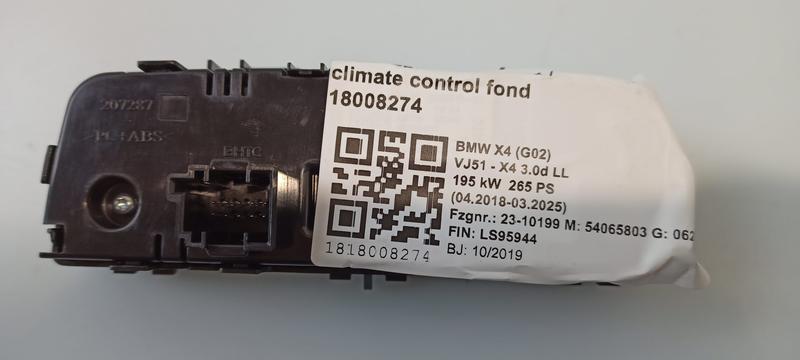 climate control fond
18008274
BMW X4 (G02)
VJ51 - X4 3.0d LL
195 kW 265 PS
(04.2018-03.2025)
Fzgnr.: 23-10199 M: 54065803 G: 062
FIN: LS95944
BJ: 10/2019
1818008274
207287
>PC+ABS<
BHTC